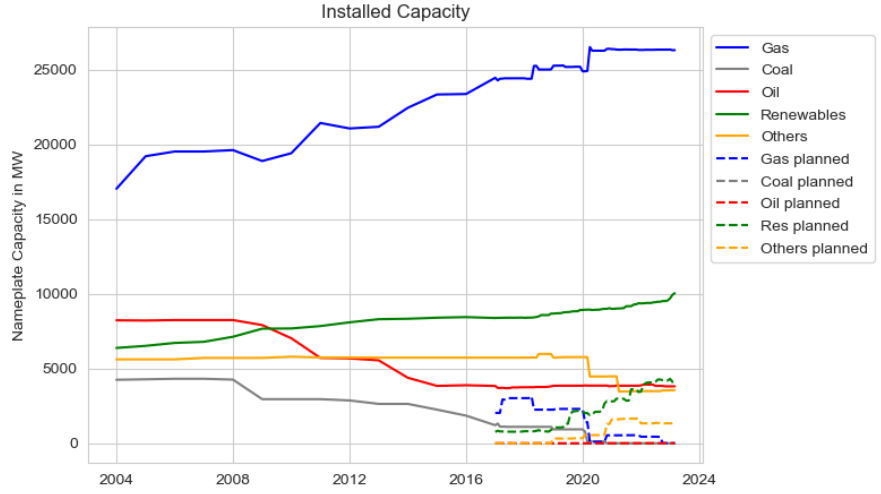 Installed Capacity
Nameplate Capacity in MW
25000
20000
15000
10000
5000
0
2004 2008 2012 2016 2020 2024
Gas
Coal
Oil
Renewables
Others
Gas planned
Coal planned
Oil planned
Res planned
Others planned